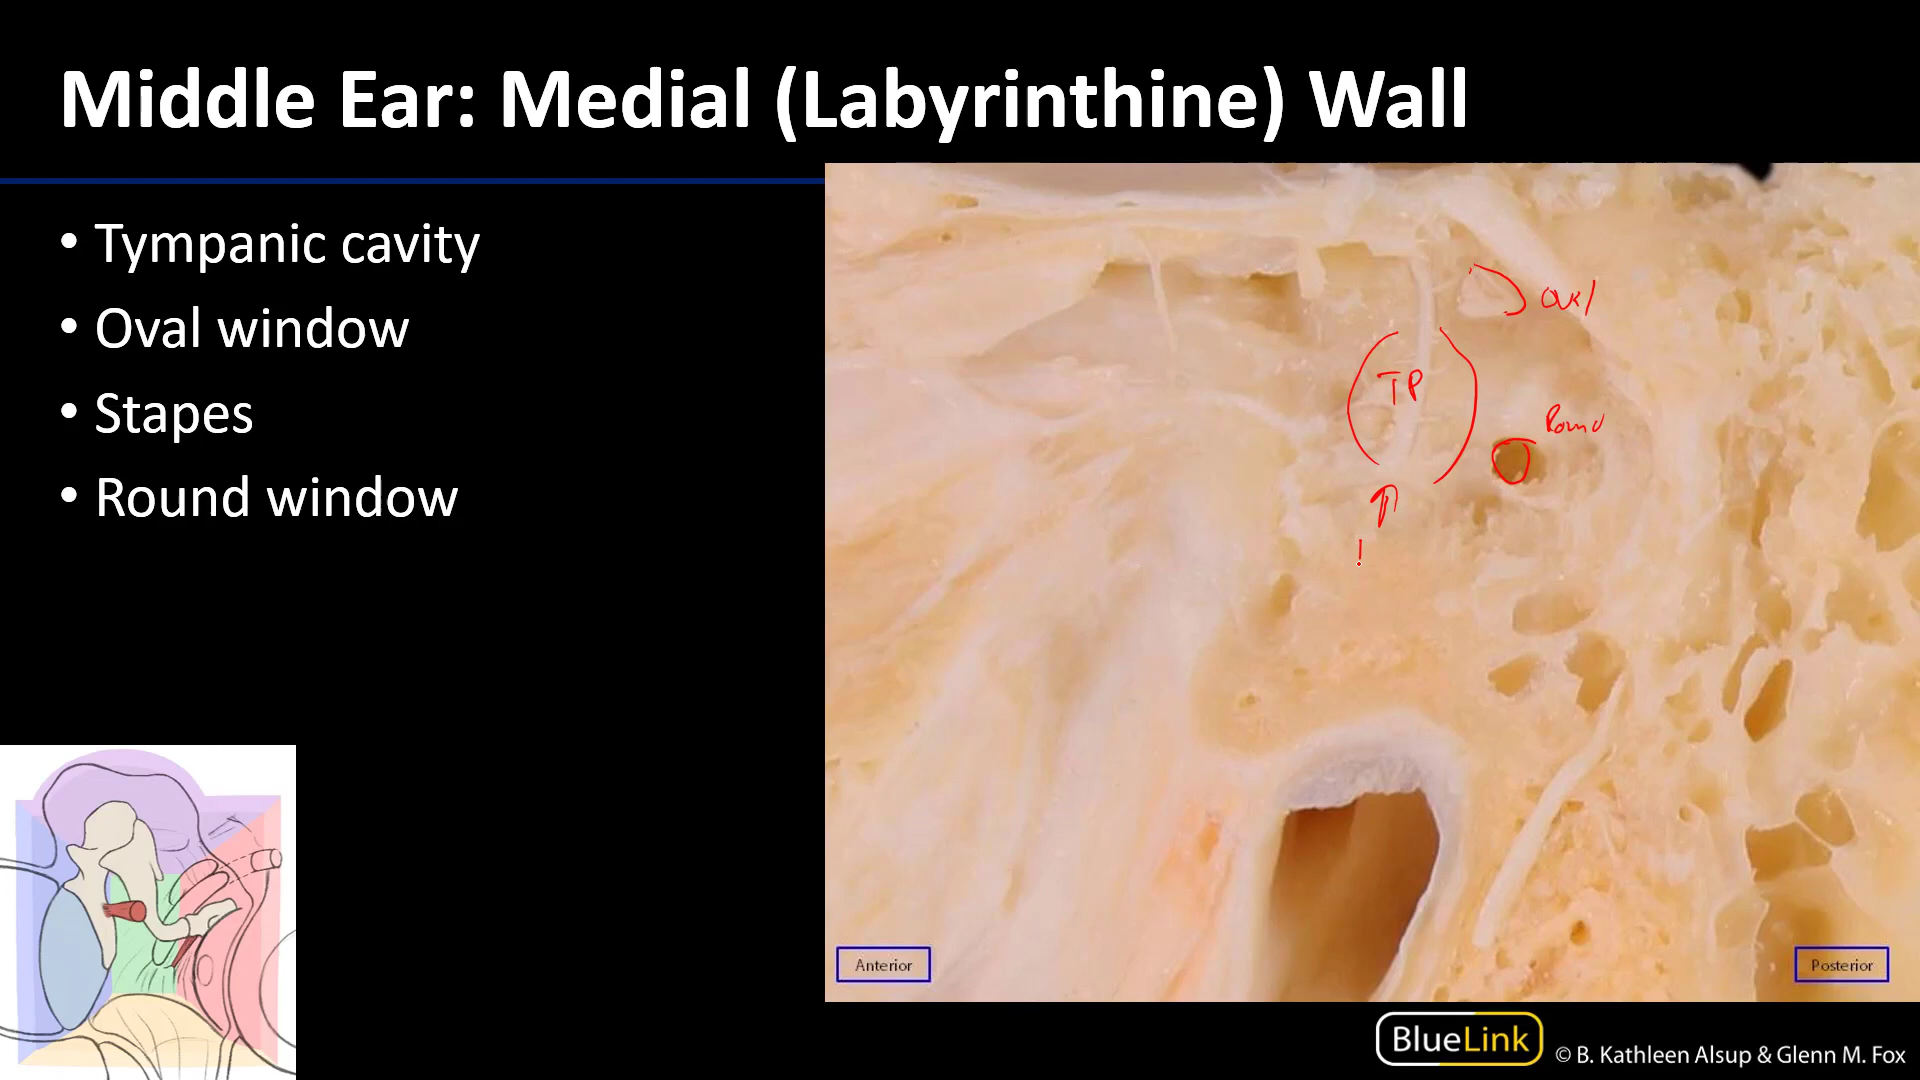 Middle Ear: Medial (Labyrinthine) Wall
• Tympanic cavity
• Oval window
• Stapes
• Round window
Oval
TP
Round
!
Anterior
Posterior
BlueLink
© B. Kathleen Alsup & Glenn M. Fox